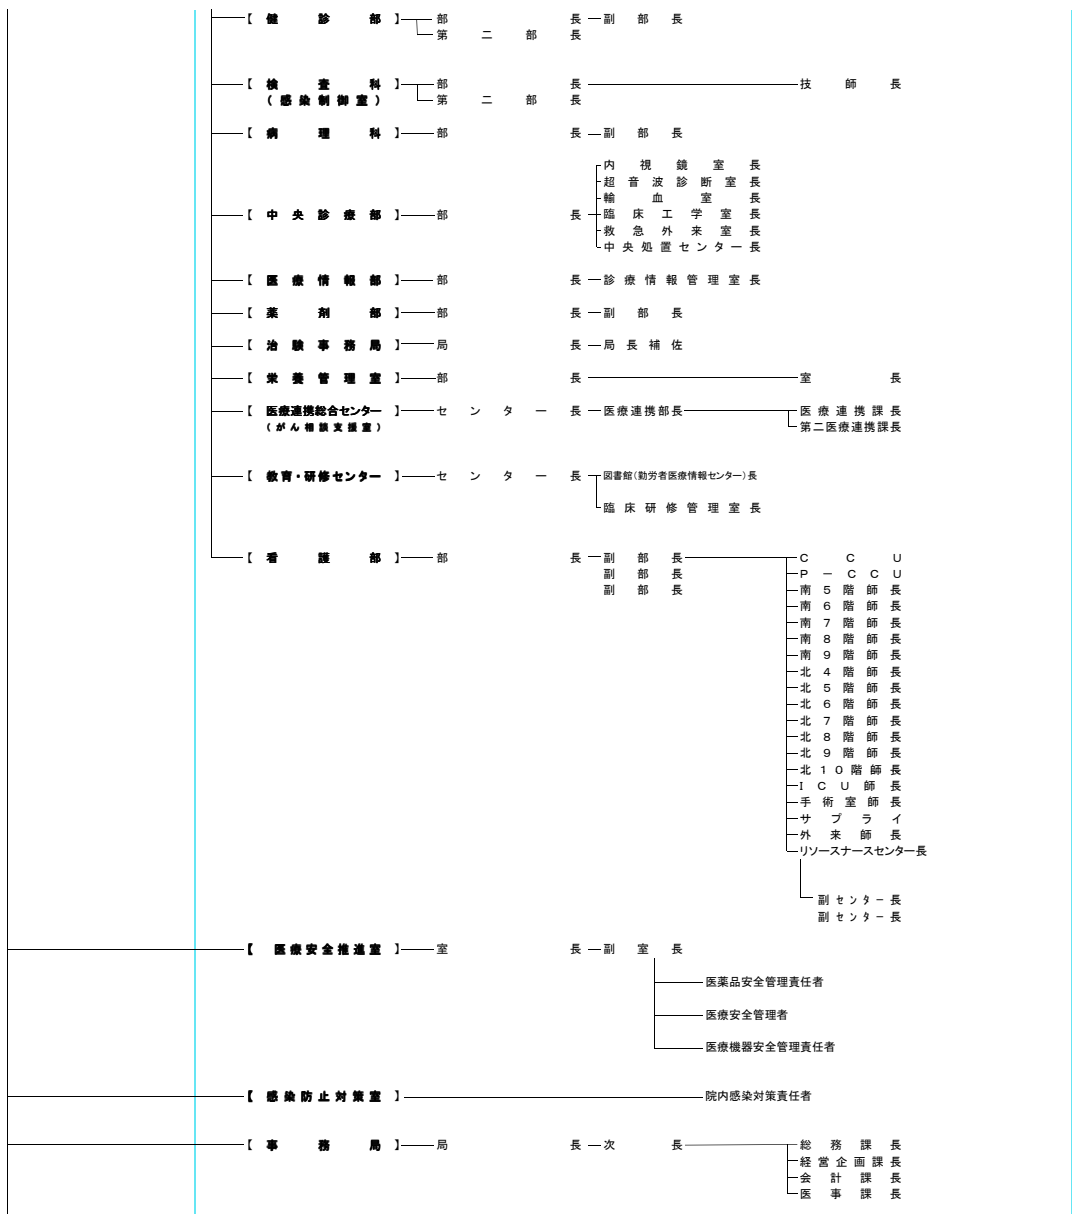 【健診部】部長 副部長
第二部長
【検査科】部長 技師長
(感染制御室) 第二部長
【病理科】部長 副部長
内視鏡室長
超音波診断室長
輸血室長
【中央診療部】部長 臨床工学室長
救急外来室長
中央処置センター長
【医療情報部】部長 診療情報管理室長
【薬剤部】部長 副部長
【治験事務局】局長 局長補佐
【栄養管理室】部長 室長
【医療連携総合センター】センター長 医療連携部長 医療連携課長
(がん相談支援室) 第二医療連携課長
【教育・研修センター】センター長 図書館(勤労者医療情報センター)長
臨床研修管理室長
【看護部】部長 副部長 CCU
副部長 P-CCU
副部長 南5階師長
南6階師長
南7階師長
南8階師長
南9階師長
北4階師長
北5階師長
北6階師長
北7階師長
北8階師長
北9階師長
北10階師長
ICU師長
手術室師長
サプライ
外来師長
リソースナースセンター長
副センター長
副センター長
【医療安全推進室】室長 副室長
医薬品安全管理責任者
医療安全管理者
医療機器安全管理責任者
【感染防止対策室】 院内感染対策責任者
【事務局】局長 次長 総務課長
経営企画課長
会計課長
医事課長